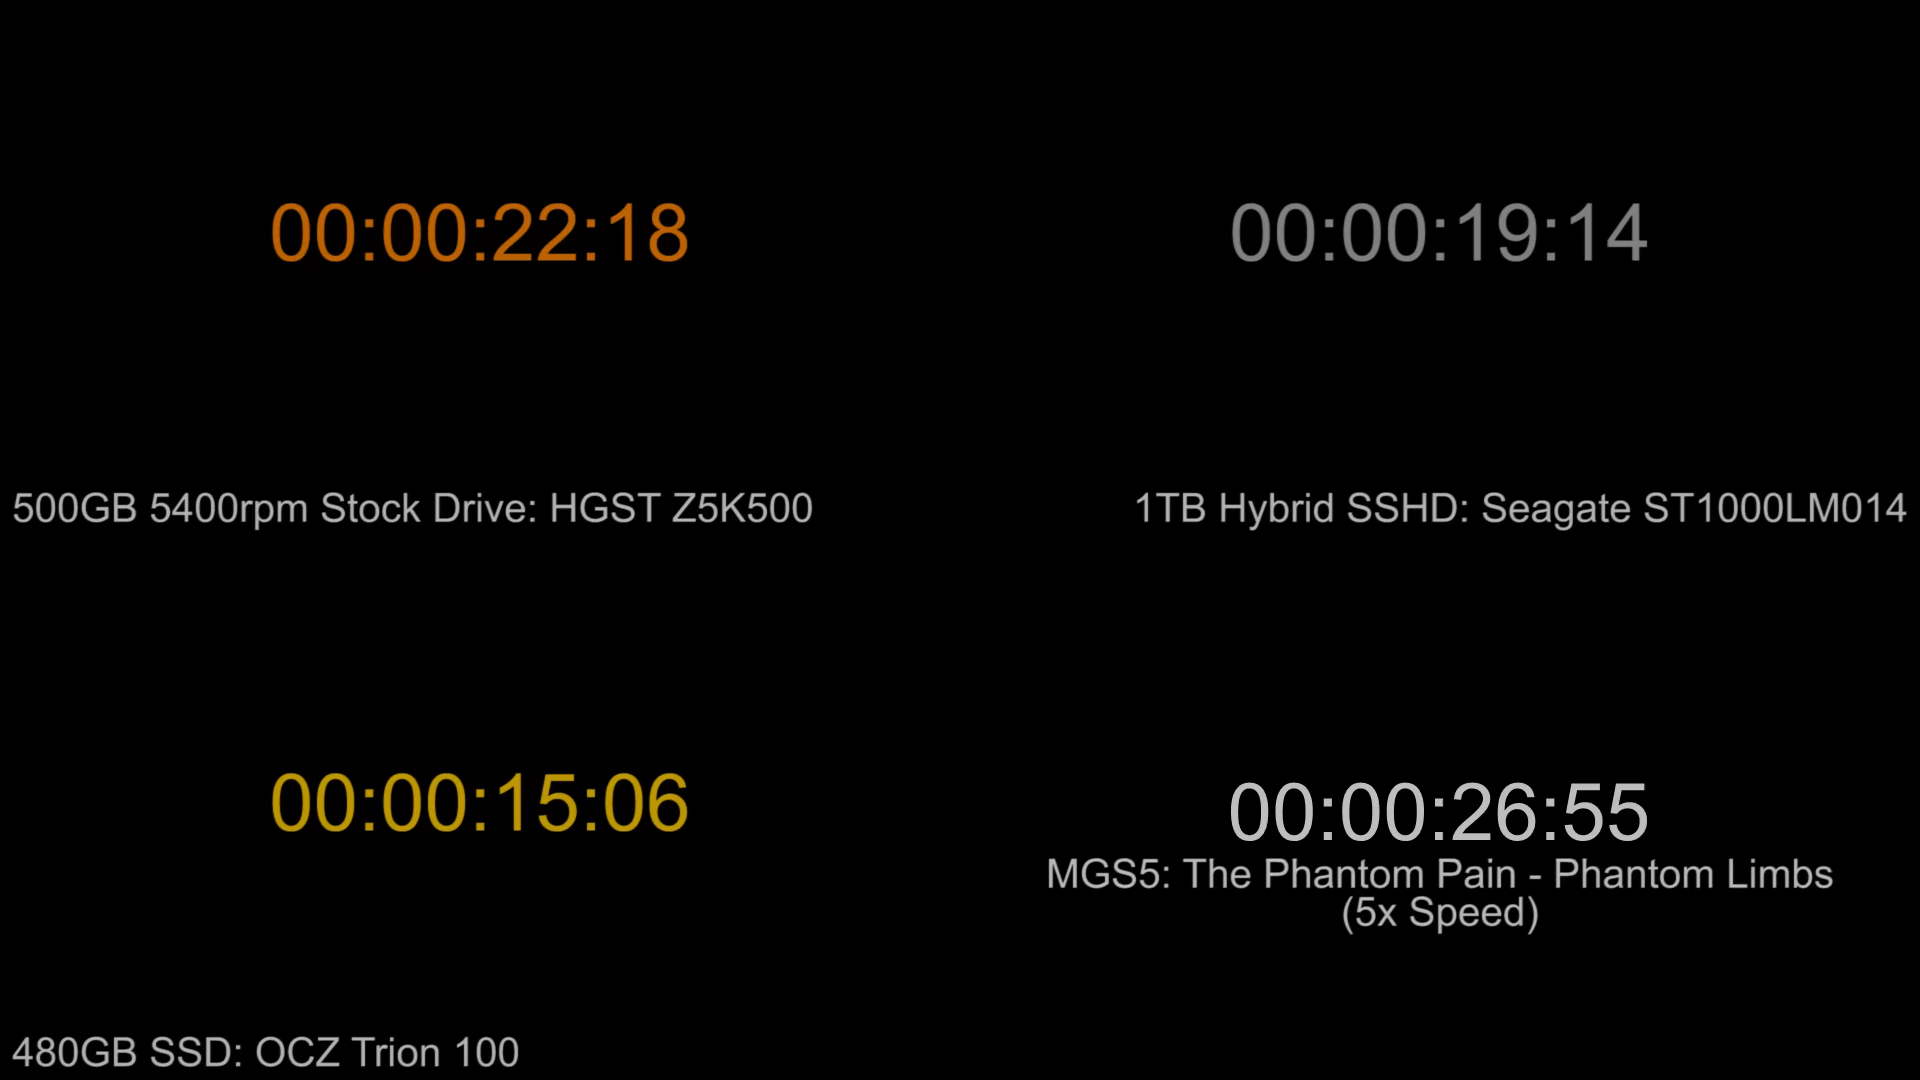 00:00:22:18
00:00:19:14
500GB 5400rpm Stock Drive: HGST Z5K500
1TB Hybrid SSHD: Seagate ST1000LM014
00:00:15:06
00:00:26:55
MGS5: The Phantom Pain - Phantom Limbs
(5x Speed)
480GB SSD: OCZ Trion 100